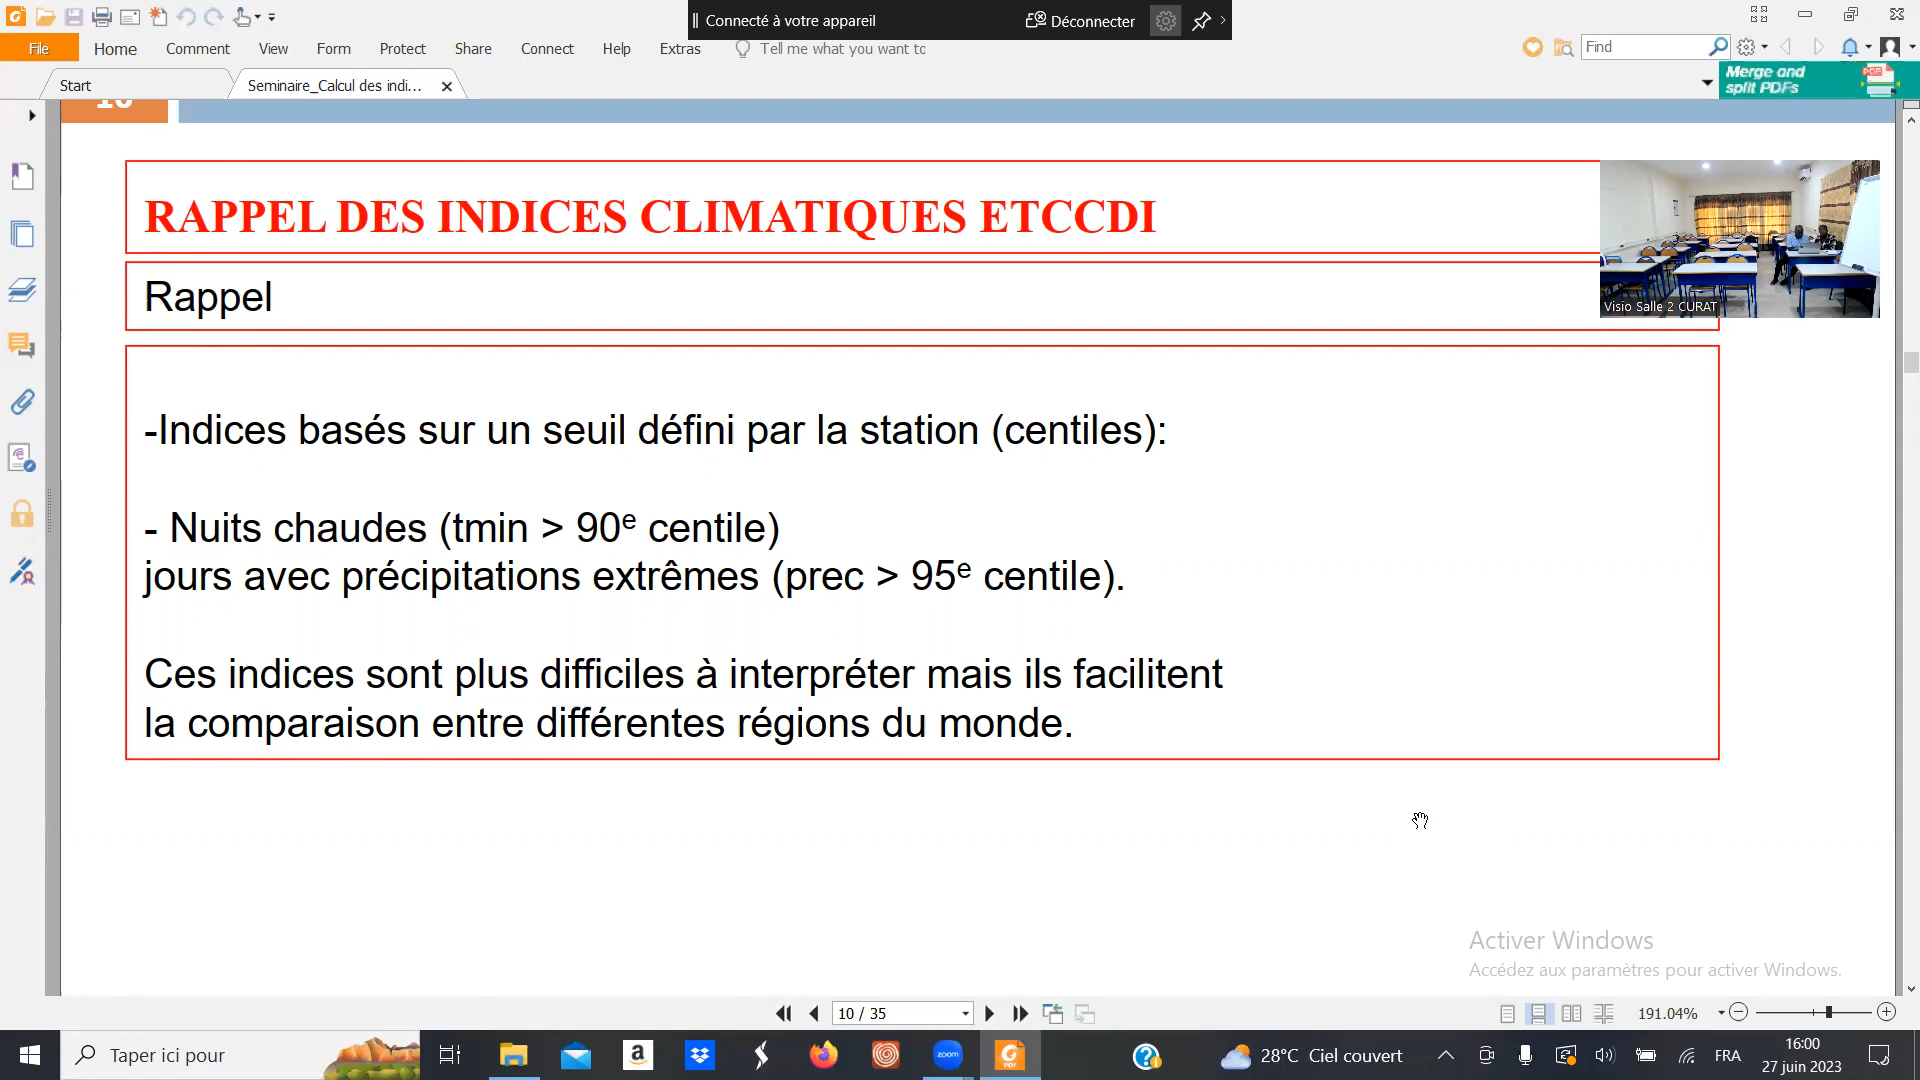 Connecté à votre appareil
Déconnecter
File
Home
Comment
View
Form
Protect
Share
Connect
Help
Extras
Tell me what you want to
Find
Start
Seminaire_Calcul des indi...
Merge and
split PDFs
RAPPEL DES INDICES CLIMATIQUES ETCCDI
Rappel
Visio Salle 2 CURAT
-Indices basés sur un seuil défini par la station (centiles):
- Nuits chaudes (tmin > 90e centile)
jours avec précipitations extrêmes (prec > 95e centile).
Ces indices sont plus difficiles à interpréter mais ils facilitent
la comparaison entre différentes régions du monde.
Activer Windows
Accédez aux paramètres pour activer Windows.
10 / 35
191.04%
Taper ici pour
zoom
28°C Ciel couvert
FRA
16:00
27 juin 2023